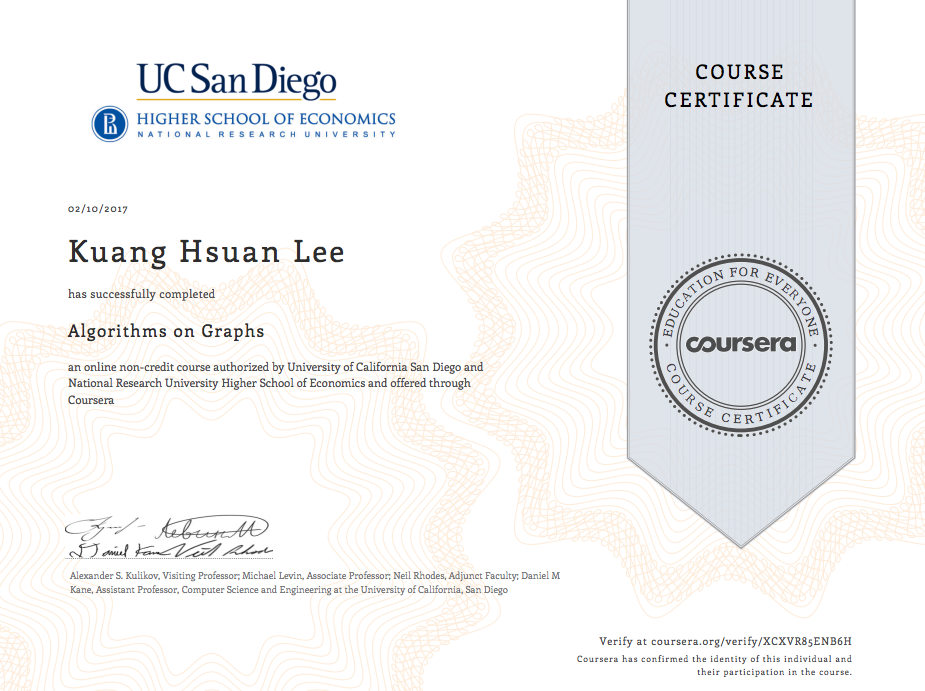 UC San Diego
HIGHER SCHOOL OF ECONOMICS
NATIONAL RESEARCH UNIVERSITY
COURSE
CERTIFICATE
02/10/2017
Kuang Hsuan Lee
has successfully completed
Algorithms on Graphs
an online non-credit course authorized by University of California San Diego and
National Research University Higher School of Economics and offered through
Coursera
EDUCATION FOR EVERYONE
coursera
COURSE CERTIFICATE
Alexander S. Kulikov, Visiting Professor; Michael Levin, Associate Professor; Neil Rhodes, Adjunct Faculty; Daniel M
Kane, Assistant Professor, Computer Science and Engineering at the University of California, San Diego
Verify at coursera.org/verify/XCXVR85ENB6H
Coursera has confirmed the identity of this individual and
their participation in the course.